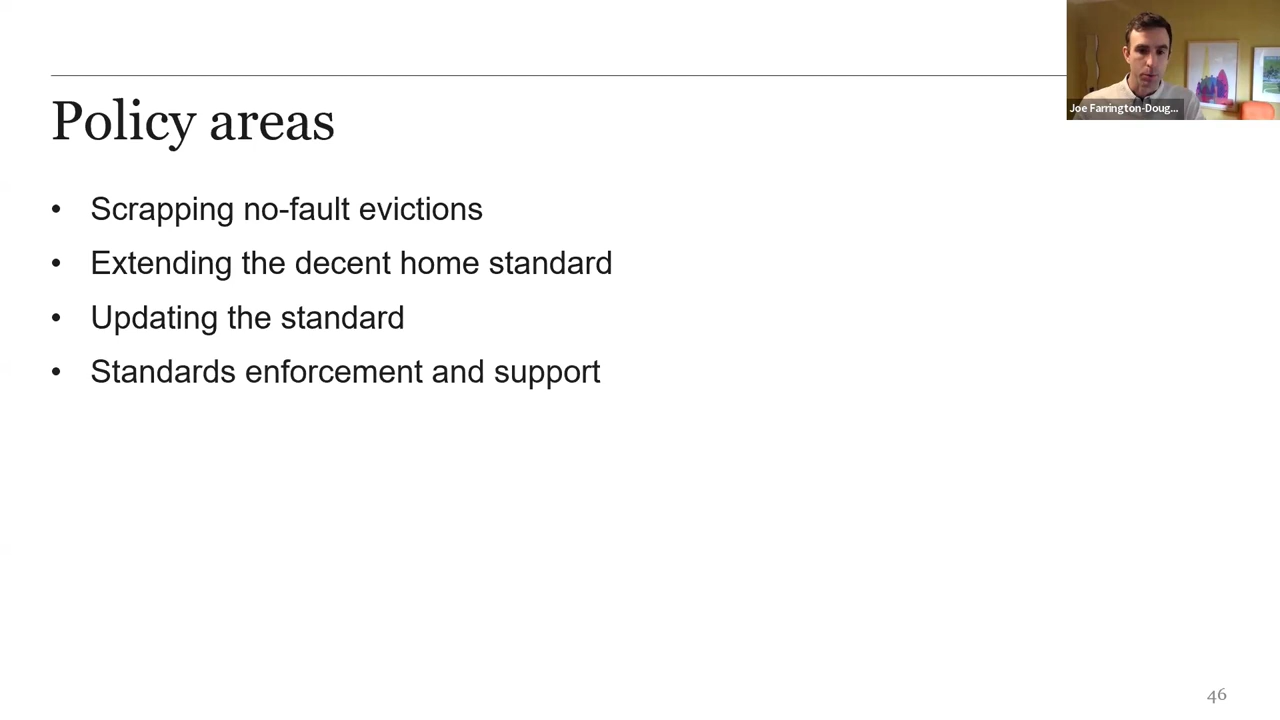 Joe Farrington-Doug...
Policy areas
• Scrapping no-fault evictions
• Extending the decent home standard
• Updating the standard
• Standards enforcement and support
46